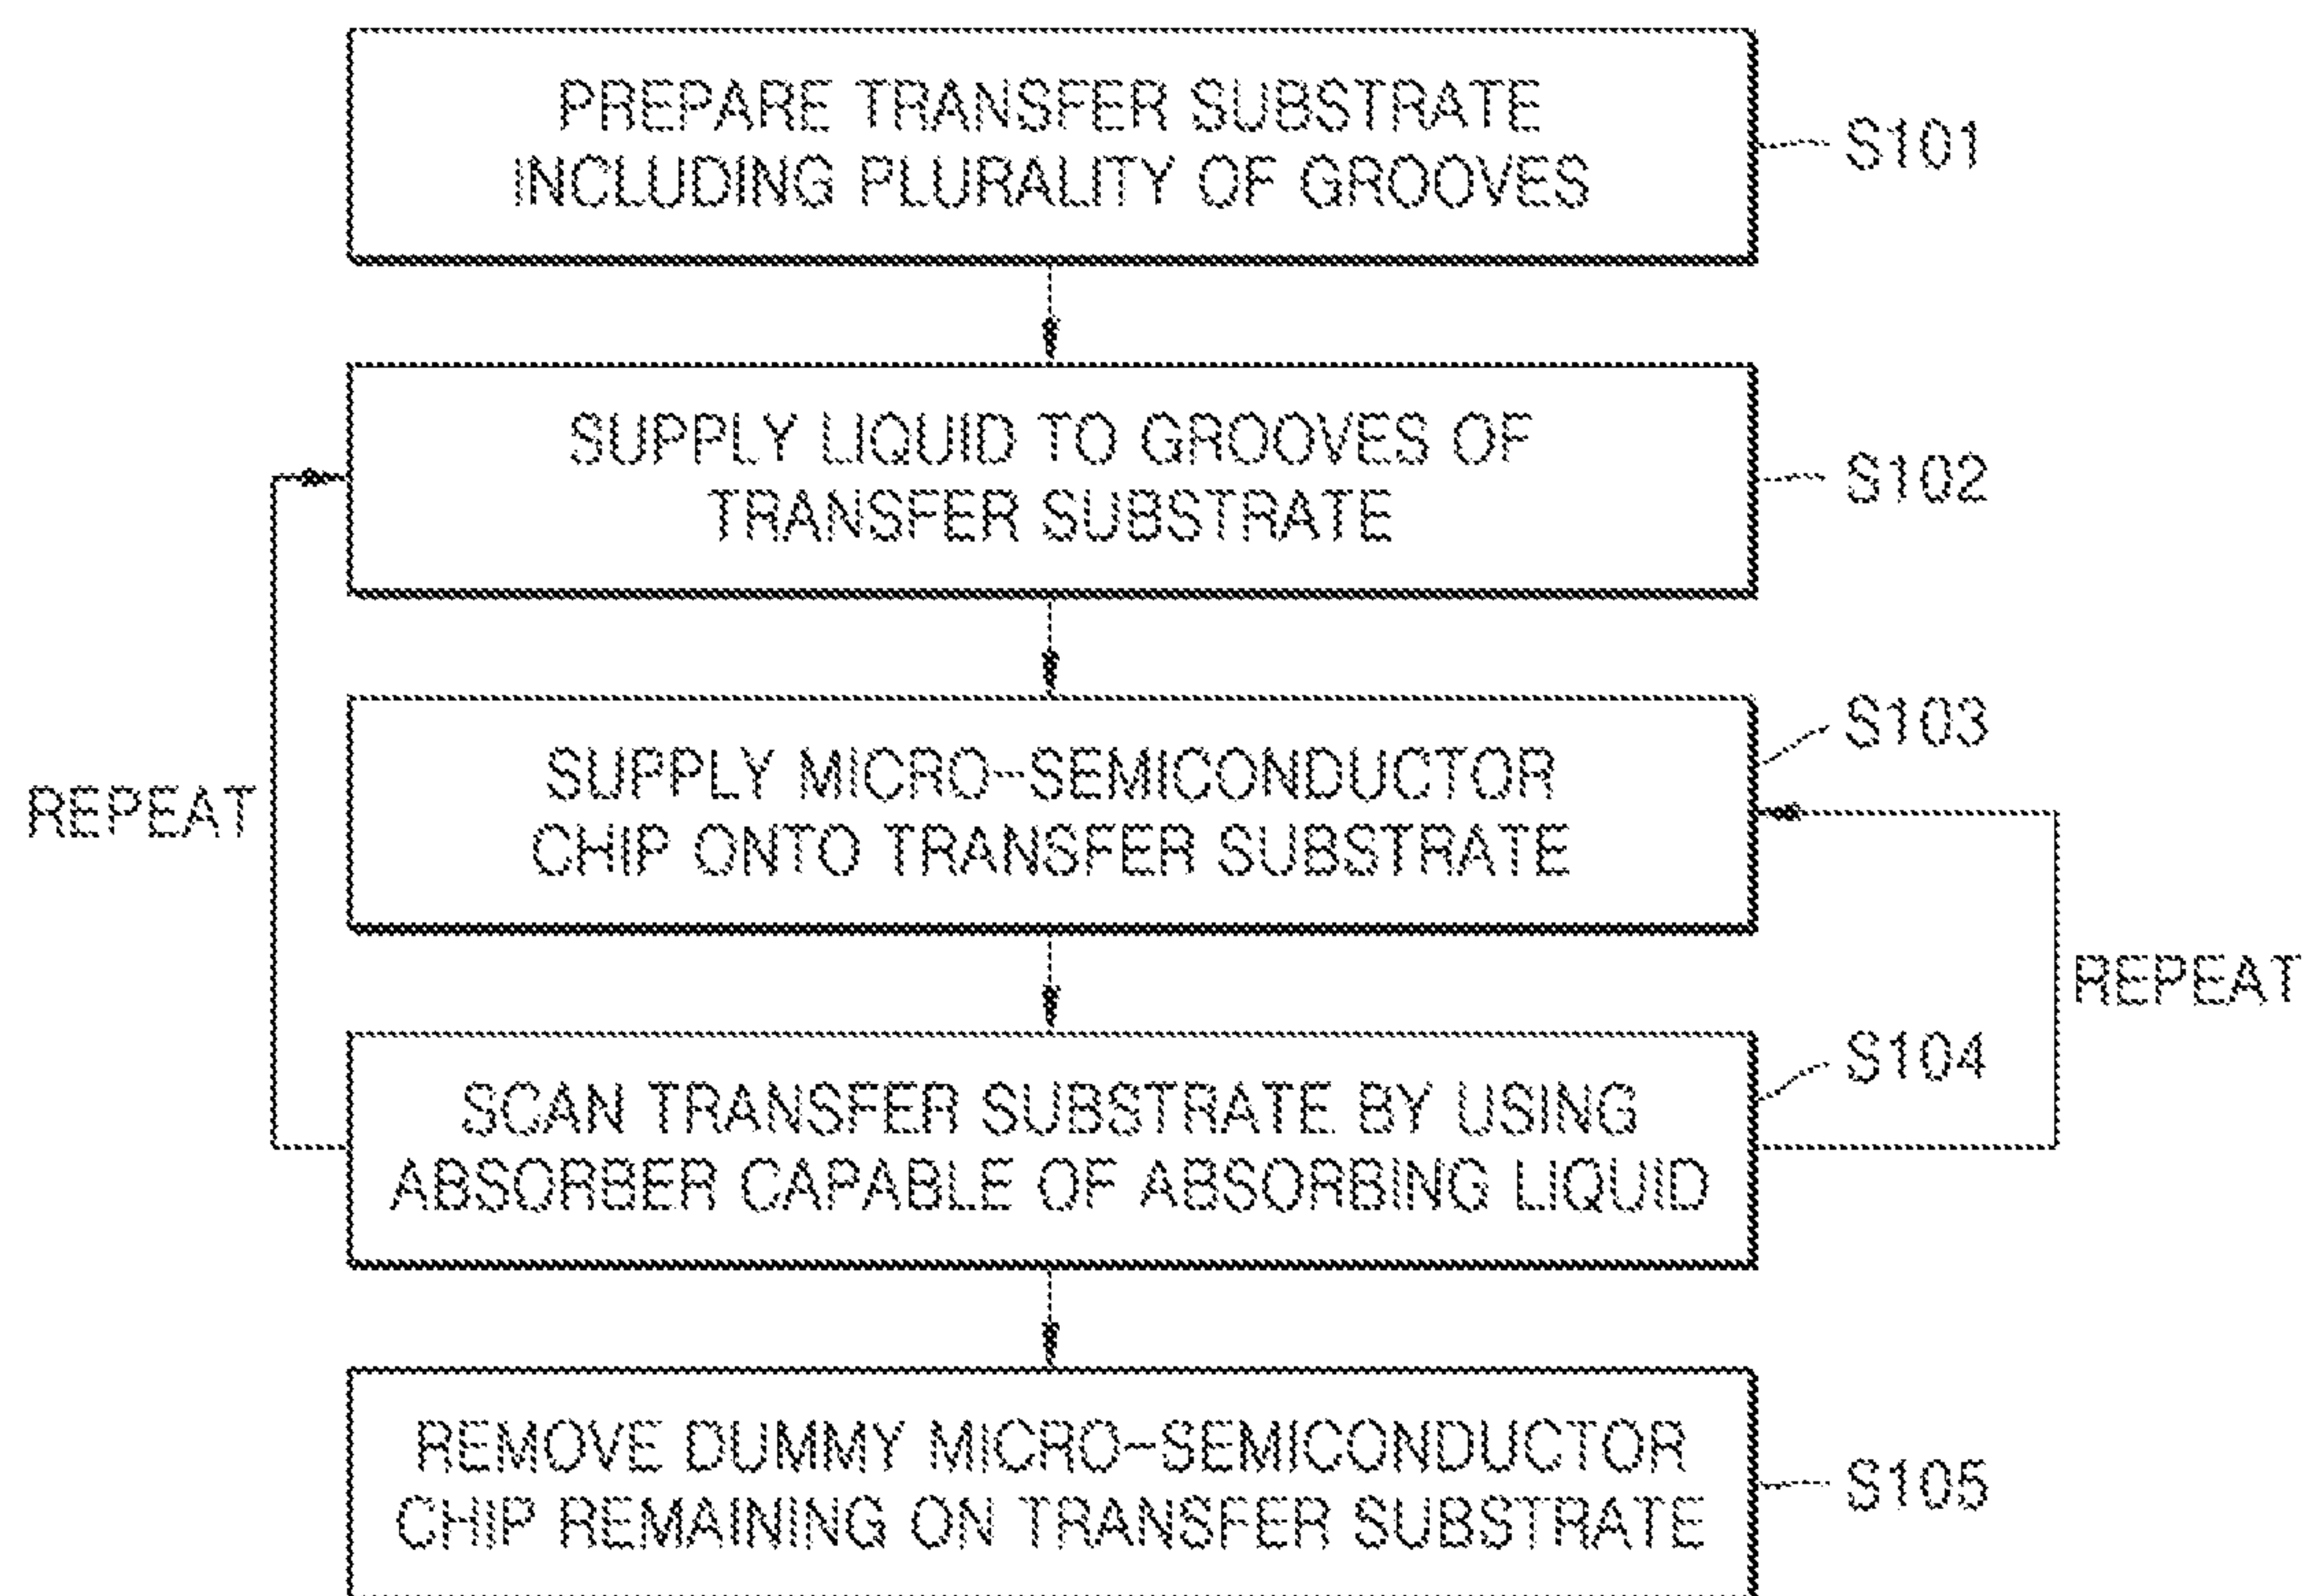 PREPARE TRANSFER SUBSTRATE
INCLUDING PLURALITY OF GROOVES
S101
SUPPLY LIQUID TO GROOVES OF
TRANSFER SUBSTRATE
S102
SUPPLY MICRO-SEMICONDUCTOR
CHIP ONTO TRANSFER SUBSTRATE
S103
REPEAT
REPEAT
SCAN TRANSFER SUBSTRATE BY USING
ABSORBER CAPABLE OF ABSORBING LIQUID
S104
REMOVE DUMMY MICRO-SEMICONDUCTOR
CHIP REMAINING ON TRANSFER SUBSTRATE
S105